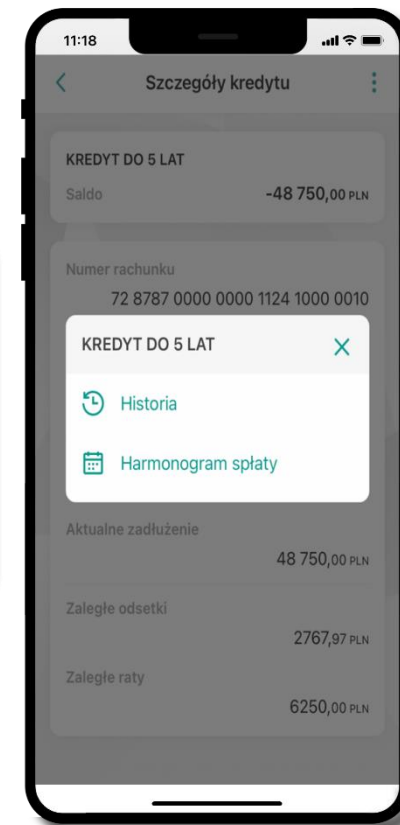 11:18
Szczegóły kredytu
KREDYT DO 5 LAT
Saldo -48 750,00 PLN
Numer rachunku
72 8787 0000 0000 1124 1000 0010
KREDYT DO 5 LAT
Historia
Harmonogram spłaty
Aktualne zadłużenie
48 750,00 PLN
Zaległe odsetki
2767,97 PLN
Zaległe raty
6250,00 PLN